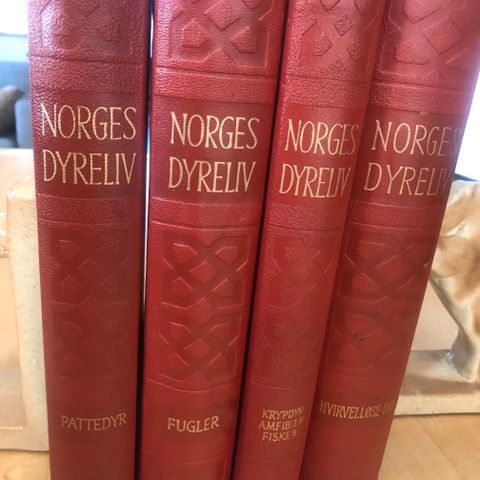 NORGES
DYRELIV
PATTEDYR
NORGES
DYRELIV
FUGLER
NORGES
DYRELIV
KRYPDYR
AMFIBIER
FISKER
NORGES
DYRELIV
HVIRVELLØSE